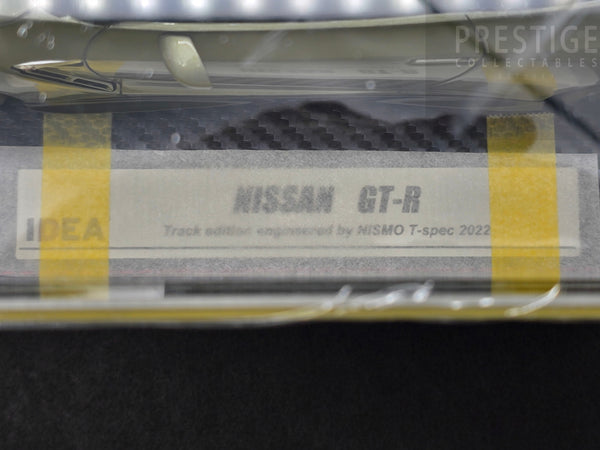 PRESTIGE
COLLECTABLES
NISSAN GT-R
IDEA
Track edition engineered by NISMO T-spec 2022